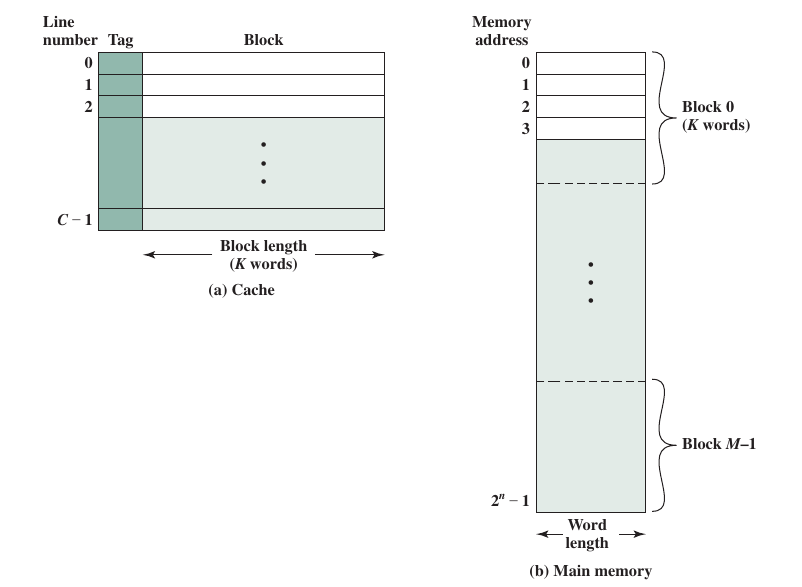 Line
number Tag Block
0
1
2
C – 1
Block length
(K words)
(a) Cache
Memory
address
0
1
2
3
Block 0
(K words)
Block M–1
2ⁿ – 1
Word
length
(b) Main memory